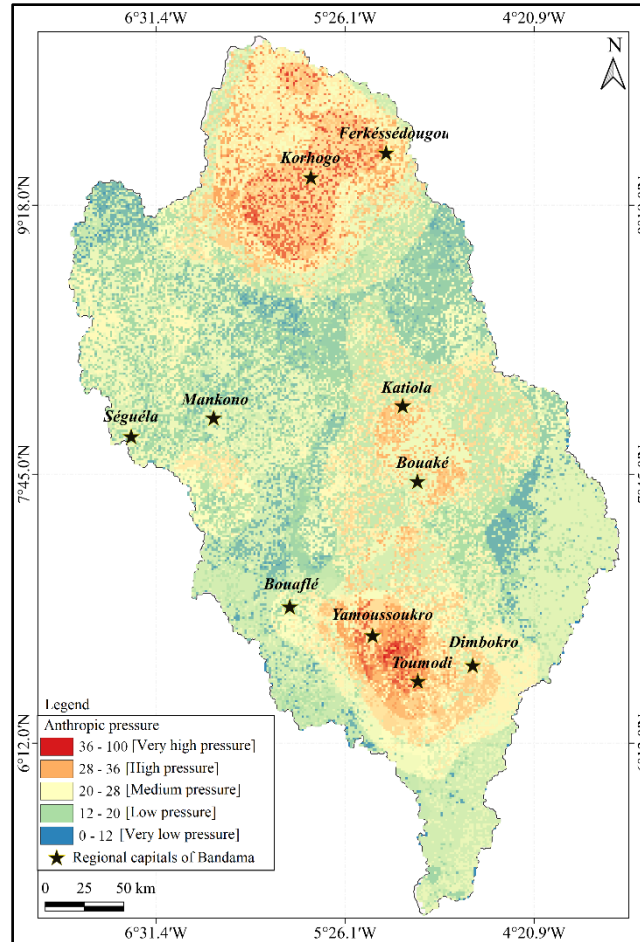 6°31.4′W 5°26.1′W 4°20.9′W
N
Ferkéssédougou
Korhogo
9°18.0′N
Katiola
Mankono
Séguéla
7°45.0′N
Bouaké
Bouaflé
Yamoussoukro
Dimbokro
Toumodi
6°12.0′N
Legend
Anthropic pressure
36 - 100 [Very high pressure]
28 - 36 [High pressure]
20 - 28 [Medium pressure]
12 - 20 [Low pressure]
0 - 12 [Very low pressure]
Regional capitals of Bandama
0 25 50 km
6°31.4′W 5°26.1′W 4°20.9′W